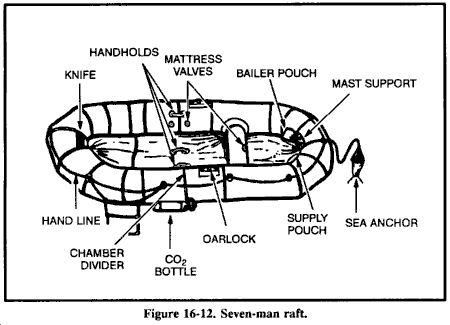 HANDHOLDS
MATTRESS
VALVES
KNIFE
BAILER POUCH
MAST SUPPORT
HAND LINE
CHAMBER
DIVIDER
CO₂
BOTTLE
OARLOCK
SUPPLY
POUCH
SEA ANCHOR
Figure 16-12. Seven-man raft.